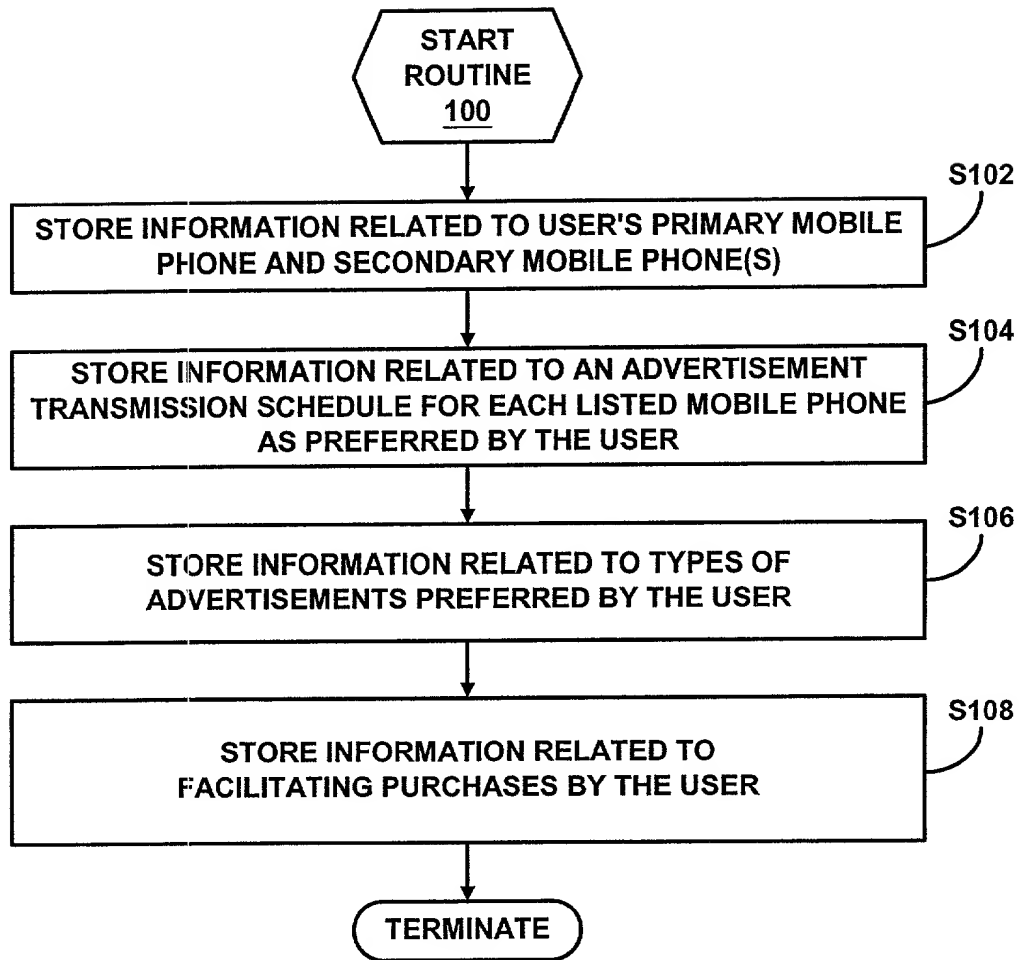 START
ROUTINE
100
S102
STORE INFORMATION RELATED TO USER'S PRIMARY MOBILE
PHONE AND SECONDARY MOBILE PHONE(S)
S104
STORE INFORMATION RELATED TO AN ADVERTISEMENT
TRANSMISSION SCHEDULE FOR EACH LISTED MOBILE PHONE
AS PREFERRED BY THE USER
S106
STORE INFORMATION RELATED TO TYPES OF
ADVERTISEMENTS PREFERRED BY THE USER
S108
STORE INFORMATION RELATED TO
FACILITATING PURCHASES BY THE USER
TERMINATE